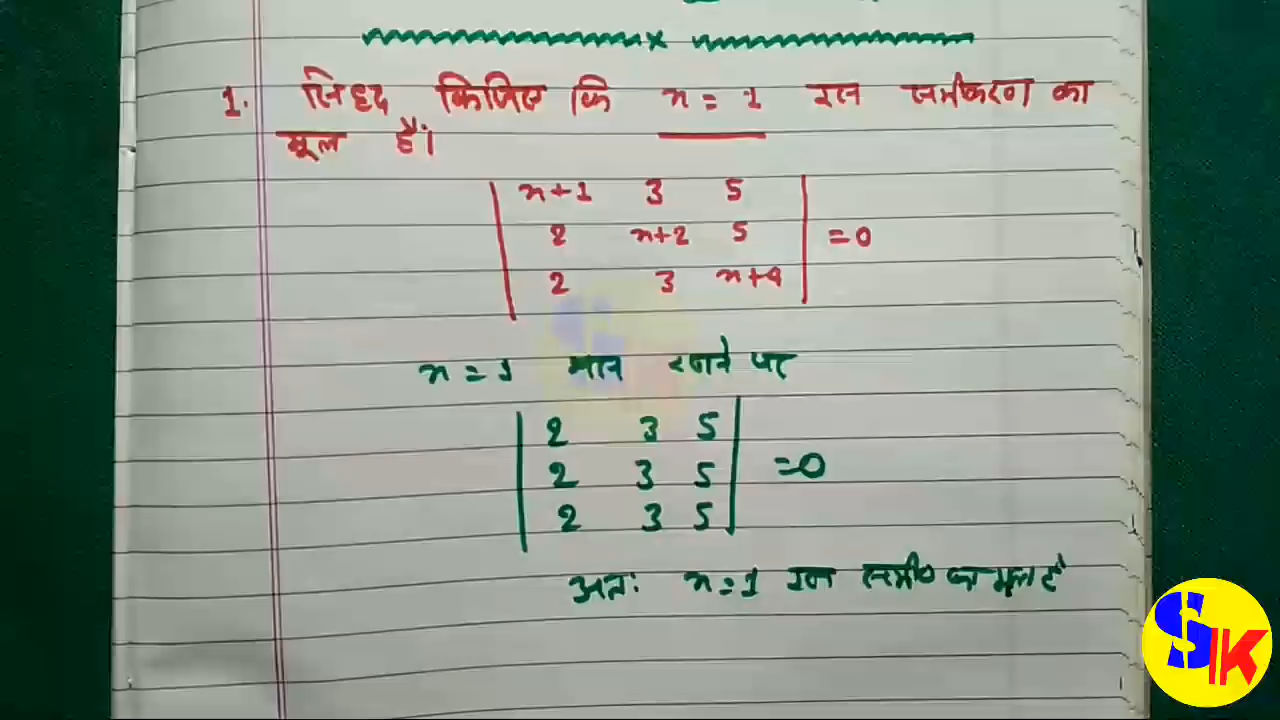 1. सिध्द किजिए कि x = 1 इस समीकरण का
मूल है।
x+1 3 5
2 x+2 5 =0
2 3 x+4
x = 1 मान रखने पर
2 3 5
2 3 5 =0
2 3 5
अतः x=1 इस समी० का मूल है
SK